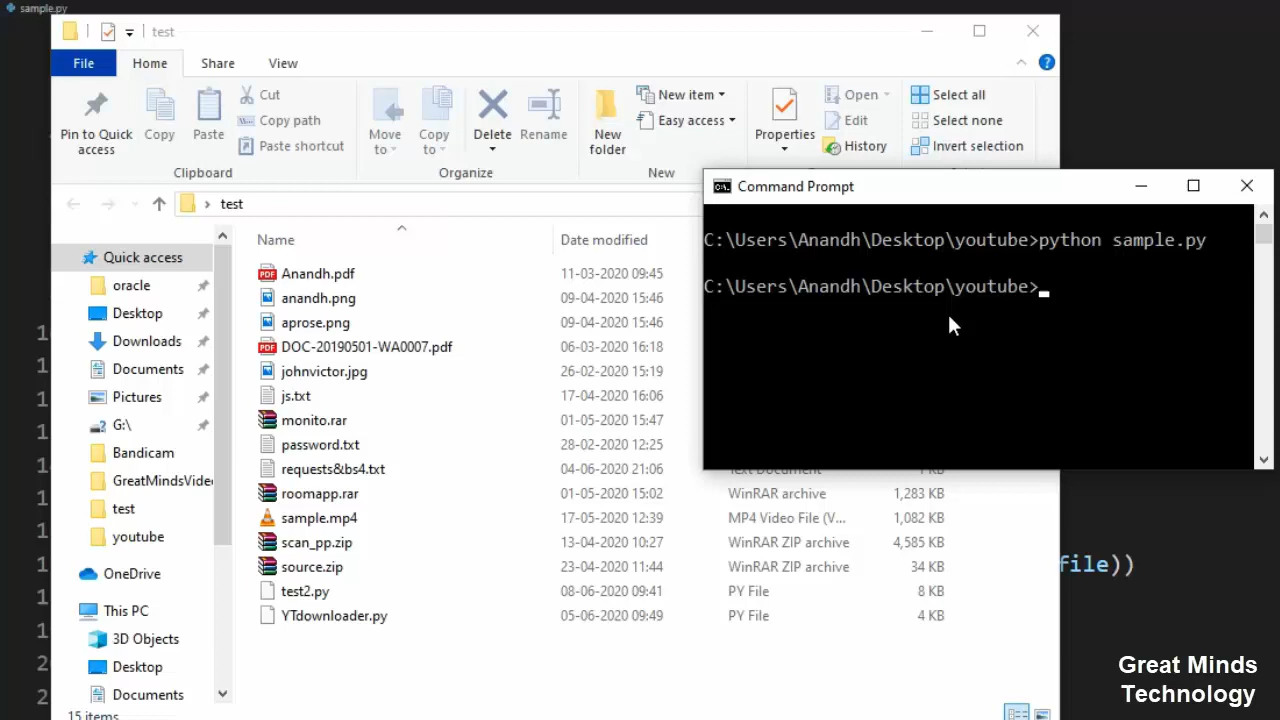 sample.py
test
File Home Share View
Pin to Quick access
Copy
Paste
Cut
Copy path
Paste shortcut
Clipboard
Move to
Copy to
Delete
Rename
Organize
New folder
New item
Easy access
New
Properties
Open
Edit
History
Select all
Select none
Invert selection
test
Command Prompt
C:\Users\Anandh\Desktop\youtube>python sample.py
C:\Users\Anandh\Desktop\youtube>
Quick access
oracle
Desktop
Downloads
Documents
Pictures
G:\
Bandicam
GreatMindsVide
test
youtube
OneDrive
This PC
3D Objects
Desktop
Documents
Name Date modified
Anandh.pdf 11-03-2020 09:45
anandh.png 09-04-2020 15:46
aprose.png 09-04-2020 15:46
DOC-20190501-WA0007.pdf 06-03-2020 16:18
johnvictor.jpg 26-02-2020 15:19
js.txt 17-04-2020 16:06
monito.rar 01-05-2020 15:47
password.txt 28-02-2020 12:25
requests&bs4.txt 04-06-2020 21:06
roomapp.rar 01-05-2020 15:02 WinRAR archive 1,283 KB
sample.mp4 17-05-2020 12:39 MP4 Video File (V... 1,082 KB
scan_pp.zip 13-04-2020 10:27 WinRAR ZIP archive 4,585 KB
source.zip 23-04-2020 11:44 WinRAR ZIP archive 34 KB
test2.py 08-06-2020 09:41 PY File 8 KB
YTdownloader.py 05-06-2020 09:49 PY File 4 KB
15 items
file))
Great Minds
Technology